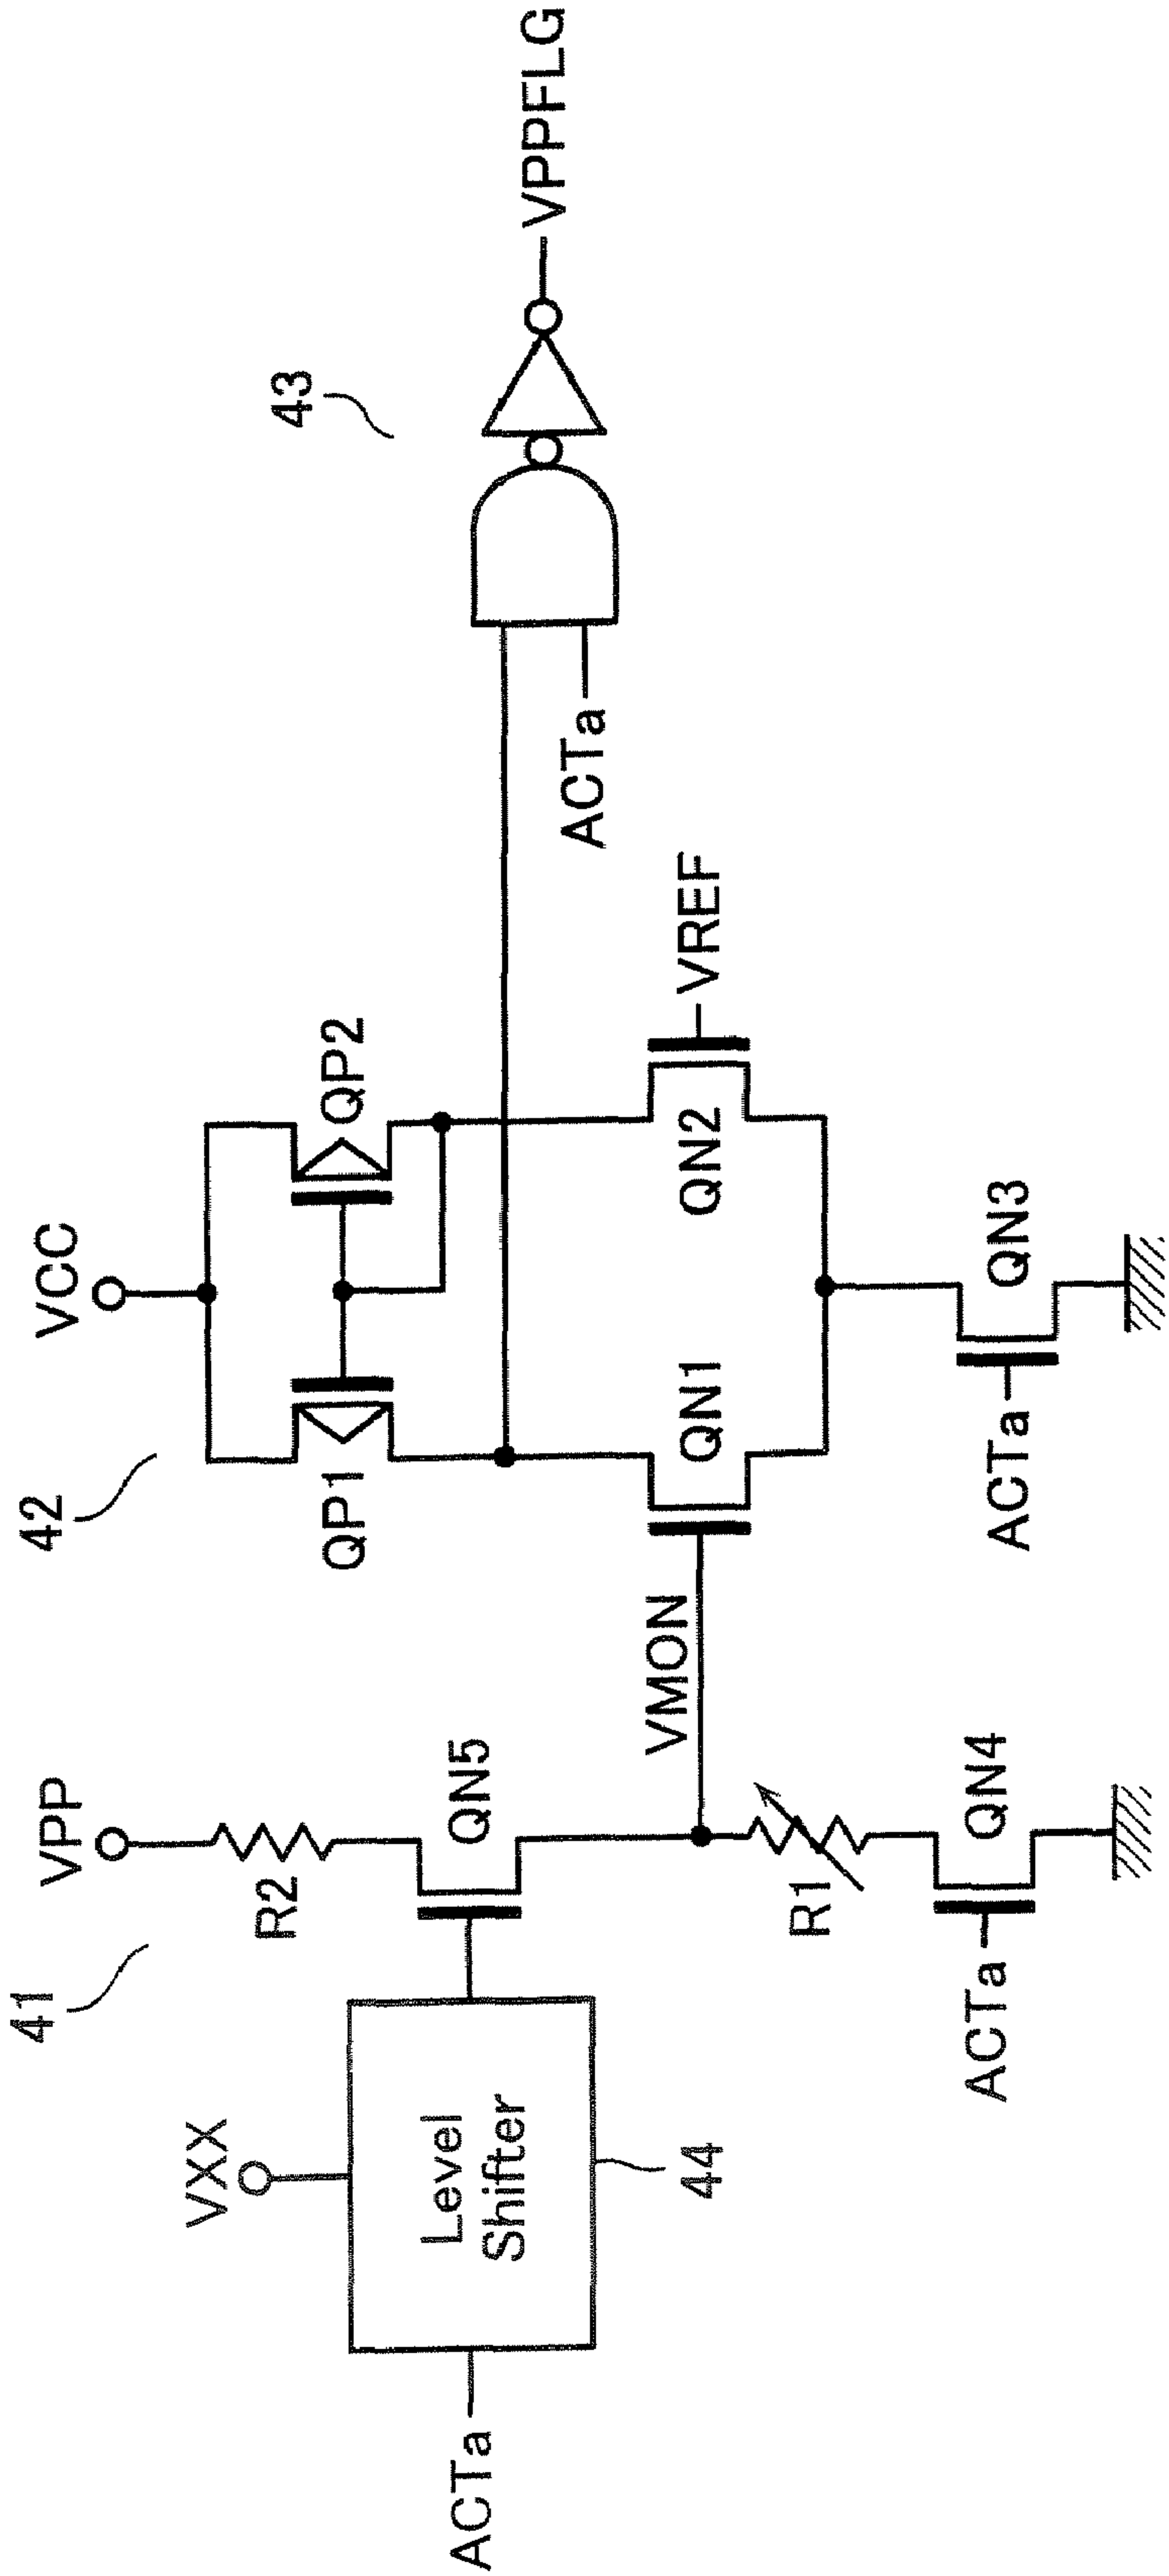 41
VPP
R2
VXX
QN5
Level
Shifter
ACTa
44
VMON
R1
QN4
ACTa
42
VCC
QP1
QP2
QN1
QN2
VREF
QN3
ACTa
43
ACTa
VPPFLG